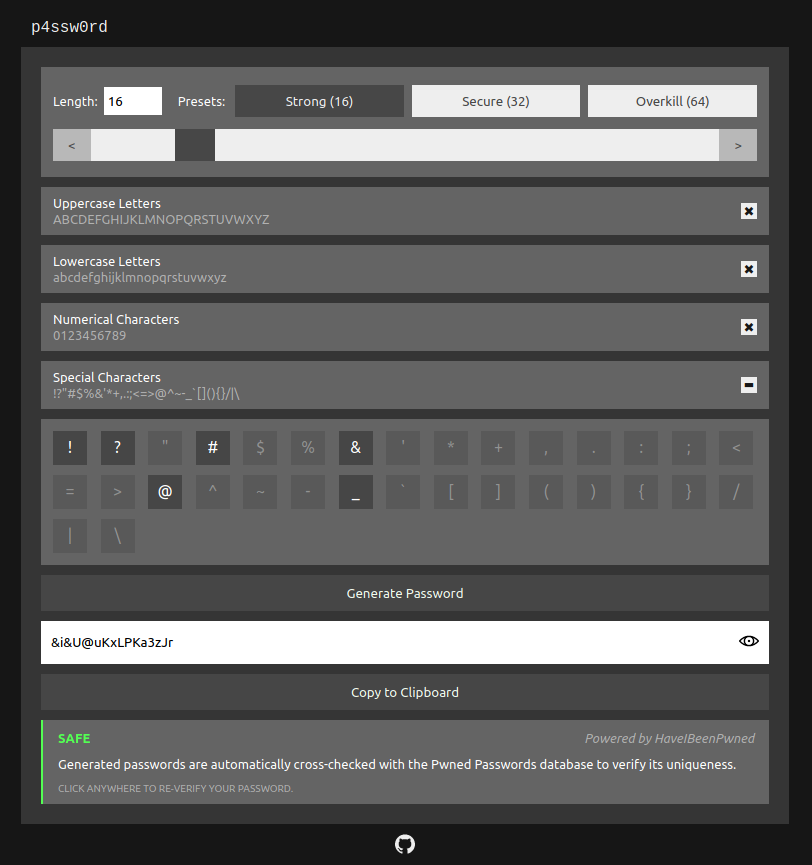 p4ssw0rd
Length: 16 Presets: Strong (16) Secure (32) Overkill (64)
< >
Uppercase Letters
ABCDEFGHIJKLMNOPQRSTUVWXYZ
Lowercase Letters
abcdefghijklmnopqrstuvwxyz
Numerical Characters
0123456789
Special Characters
!?"#$%&'*+,.:;<=>@^~-_`[](){}/|\
! ? " # $ % & ' * + , . : ; <
= > @ ^ ~ - _ ` [ ] ( ) { } /
| \
Generate Password
&i&U@uKxLPKa3zJr
Copy to Clipboard
SAFE Powered by HaveIBeenPwned
Generated passwords are automatically cross-checked with the Pwned Passwords database to verify its uniqueness.
CLICK ANYWHERE TO RE-VERIFY YOUR PASSWORD.